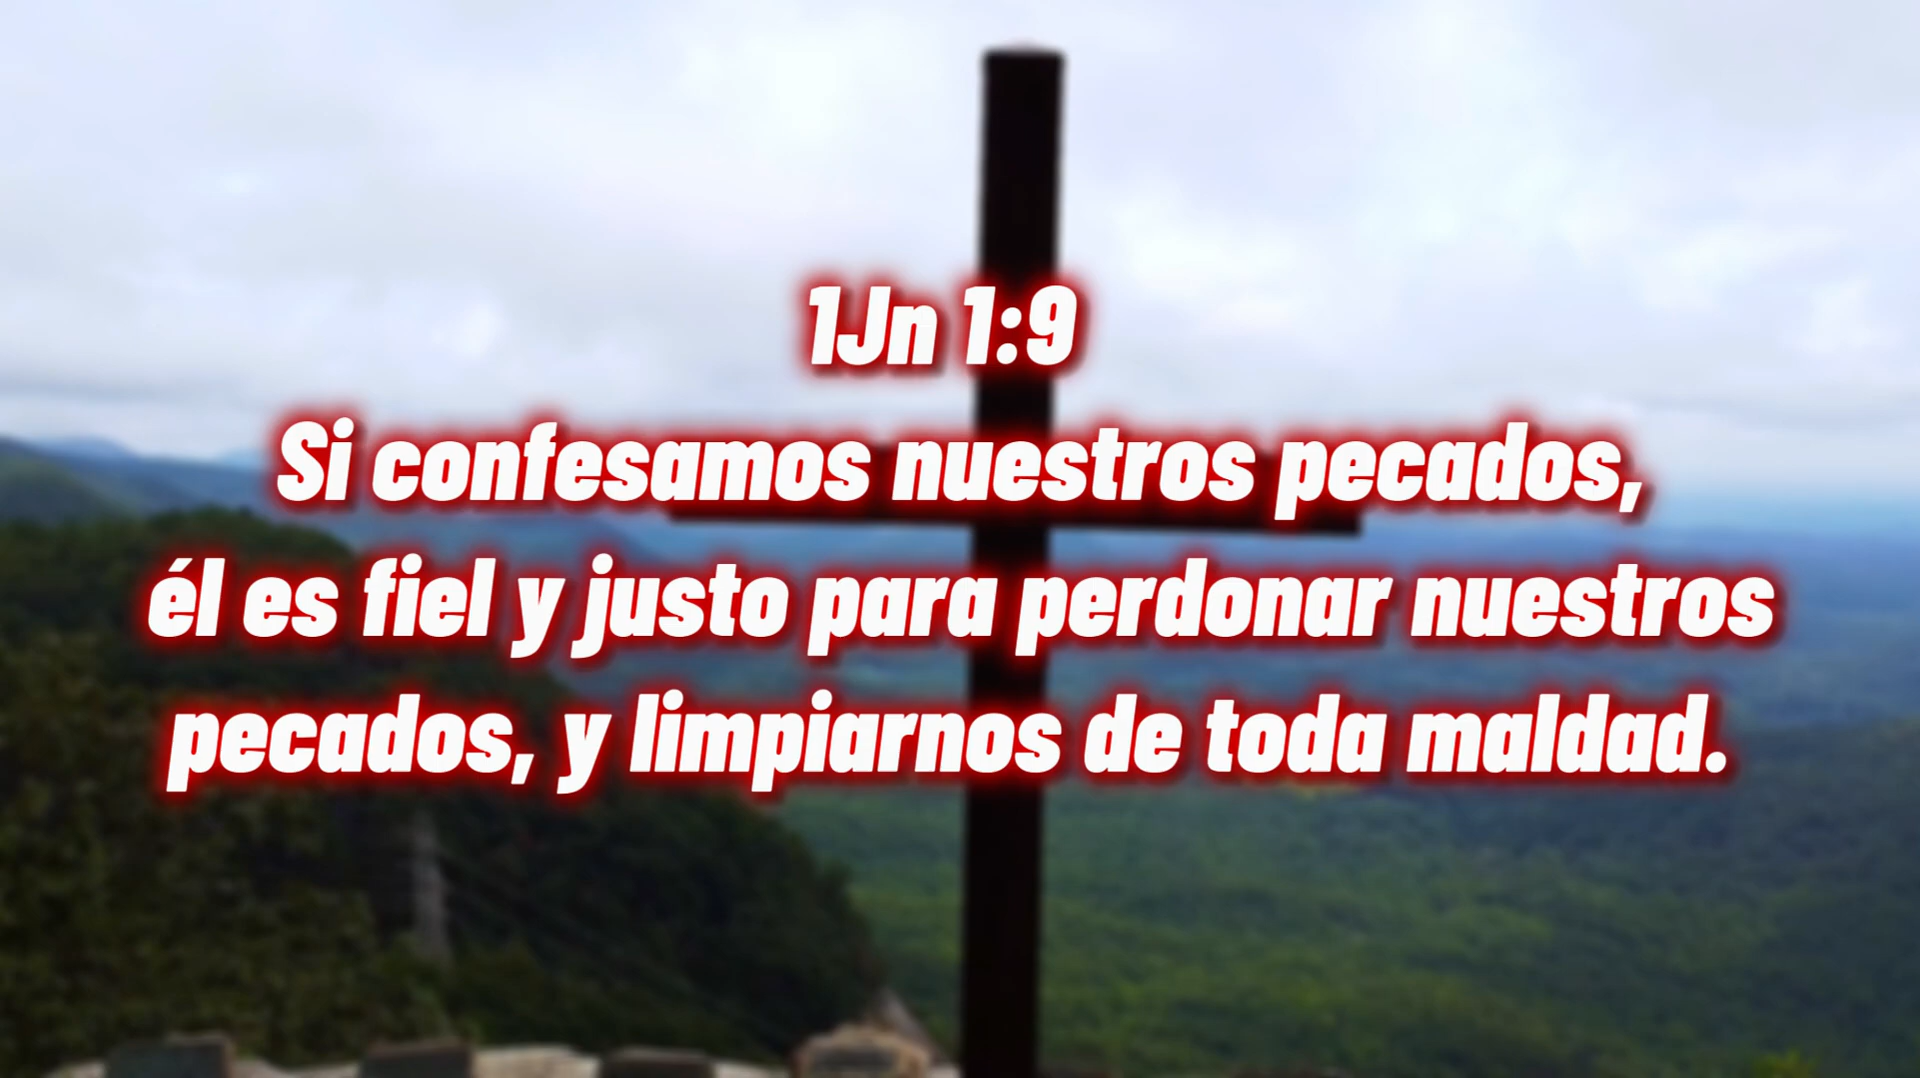 1Jn 1:9
Si confesamos nuestros pecados,
él es fiel y justo para perdonar nuestros
pecados, y limpiarnos de toda maldad.